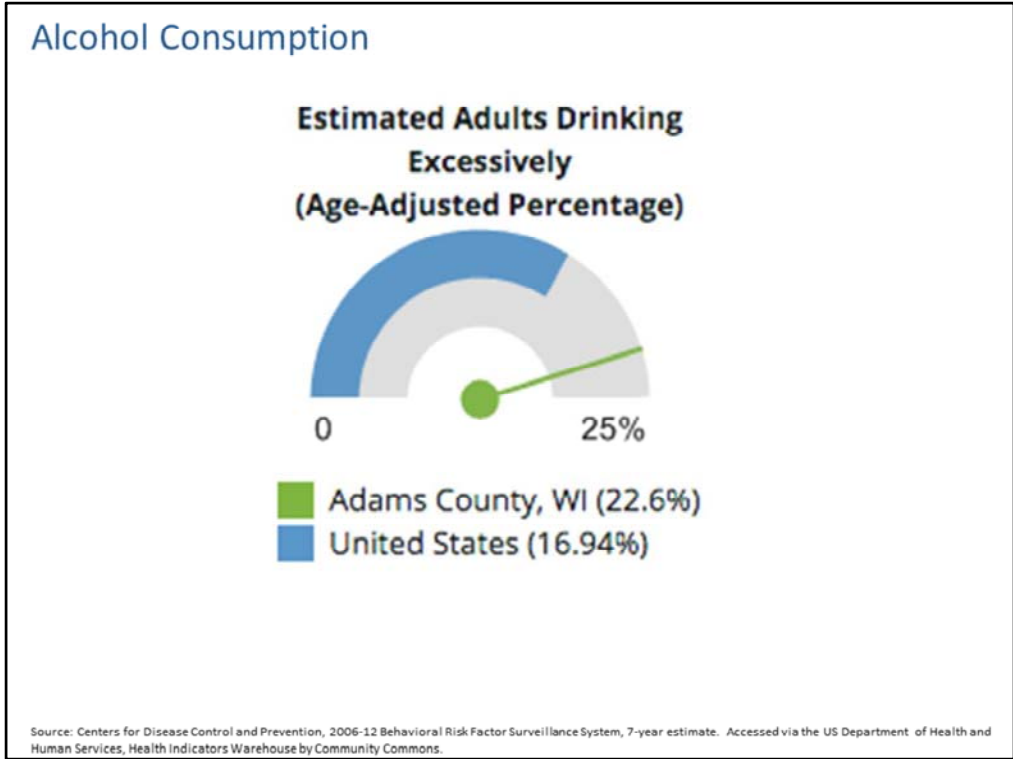 Alcohol Consumption
Estimated Adults Drinking
Excessively
(Age-Adjusted Percentage)
0
25%
Adams County, WI (22.6%)
United States (16.94%)
Source: Centers for Disease Control and Prevention, 2006-12 Behavioral Risk Factor Surveillance System, 7-year estimate. Accessed via the US Department of Health and
Human Services, Health Indicators Warehouse by Community Commons.